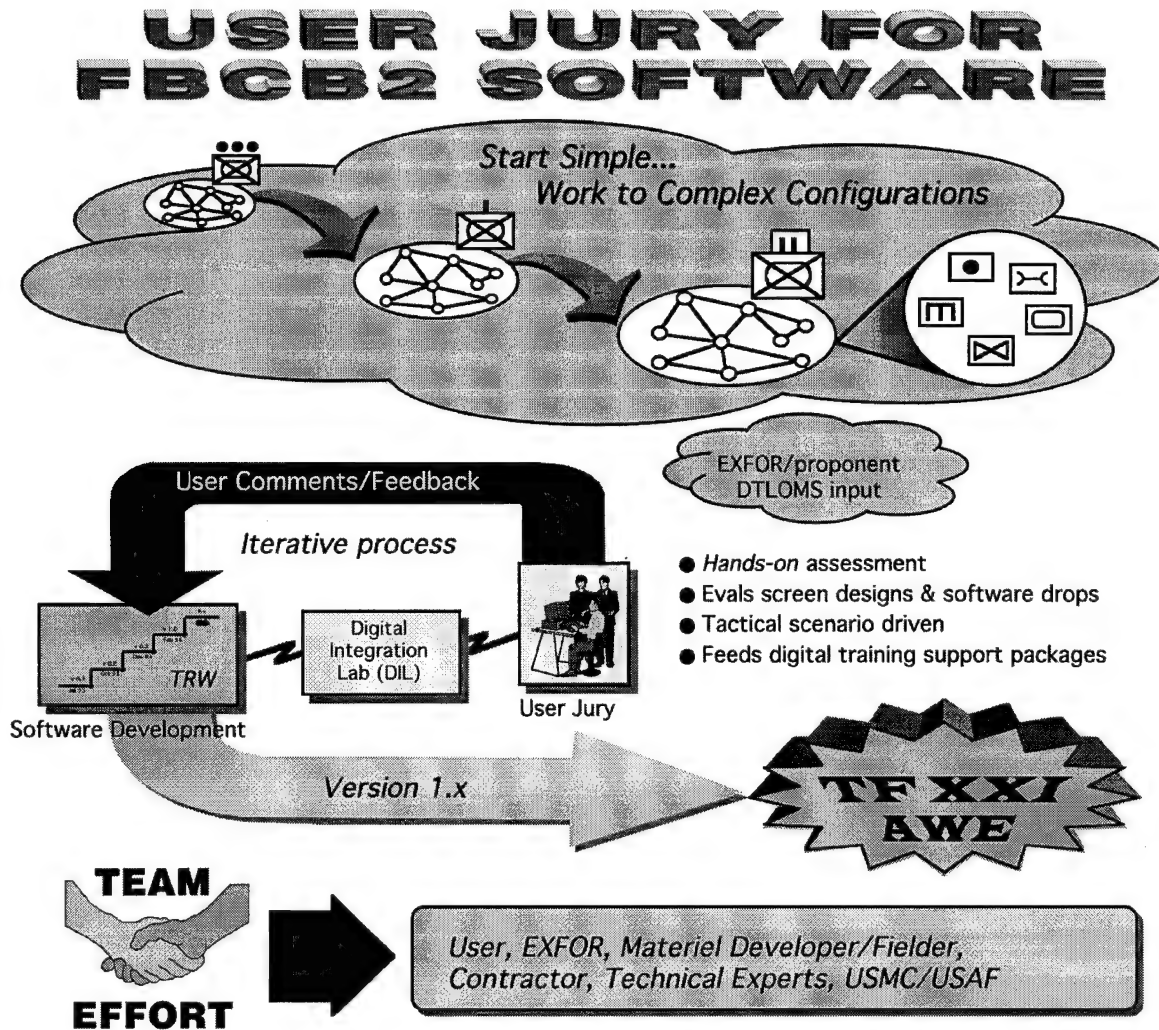 USER JURY FOR
FBCB2 SOFTWARE
Start Simple...
Work to Complex Configurations
EXFOR/proponent
DTLOMS input
User Comments/Feedback
Iterative process
● Hands-on assessment
● Evals screen designs & software drops
● Tactical scenario driven
● Feeds digital training support packages
TRW
Digital
Integration
Lab (DIL)
User Jury
Software Development
Version 1.x
TF XXI
AWE
TEAM
EFFORT
User, EXFOR, Materiel Developer/Fielder,
Contractor, Technical Experts, USMC/USAF